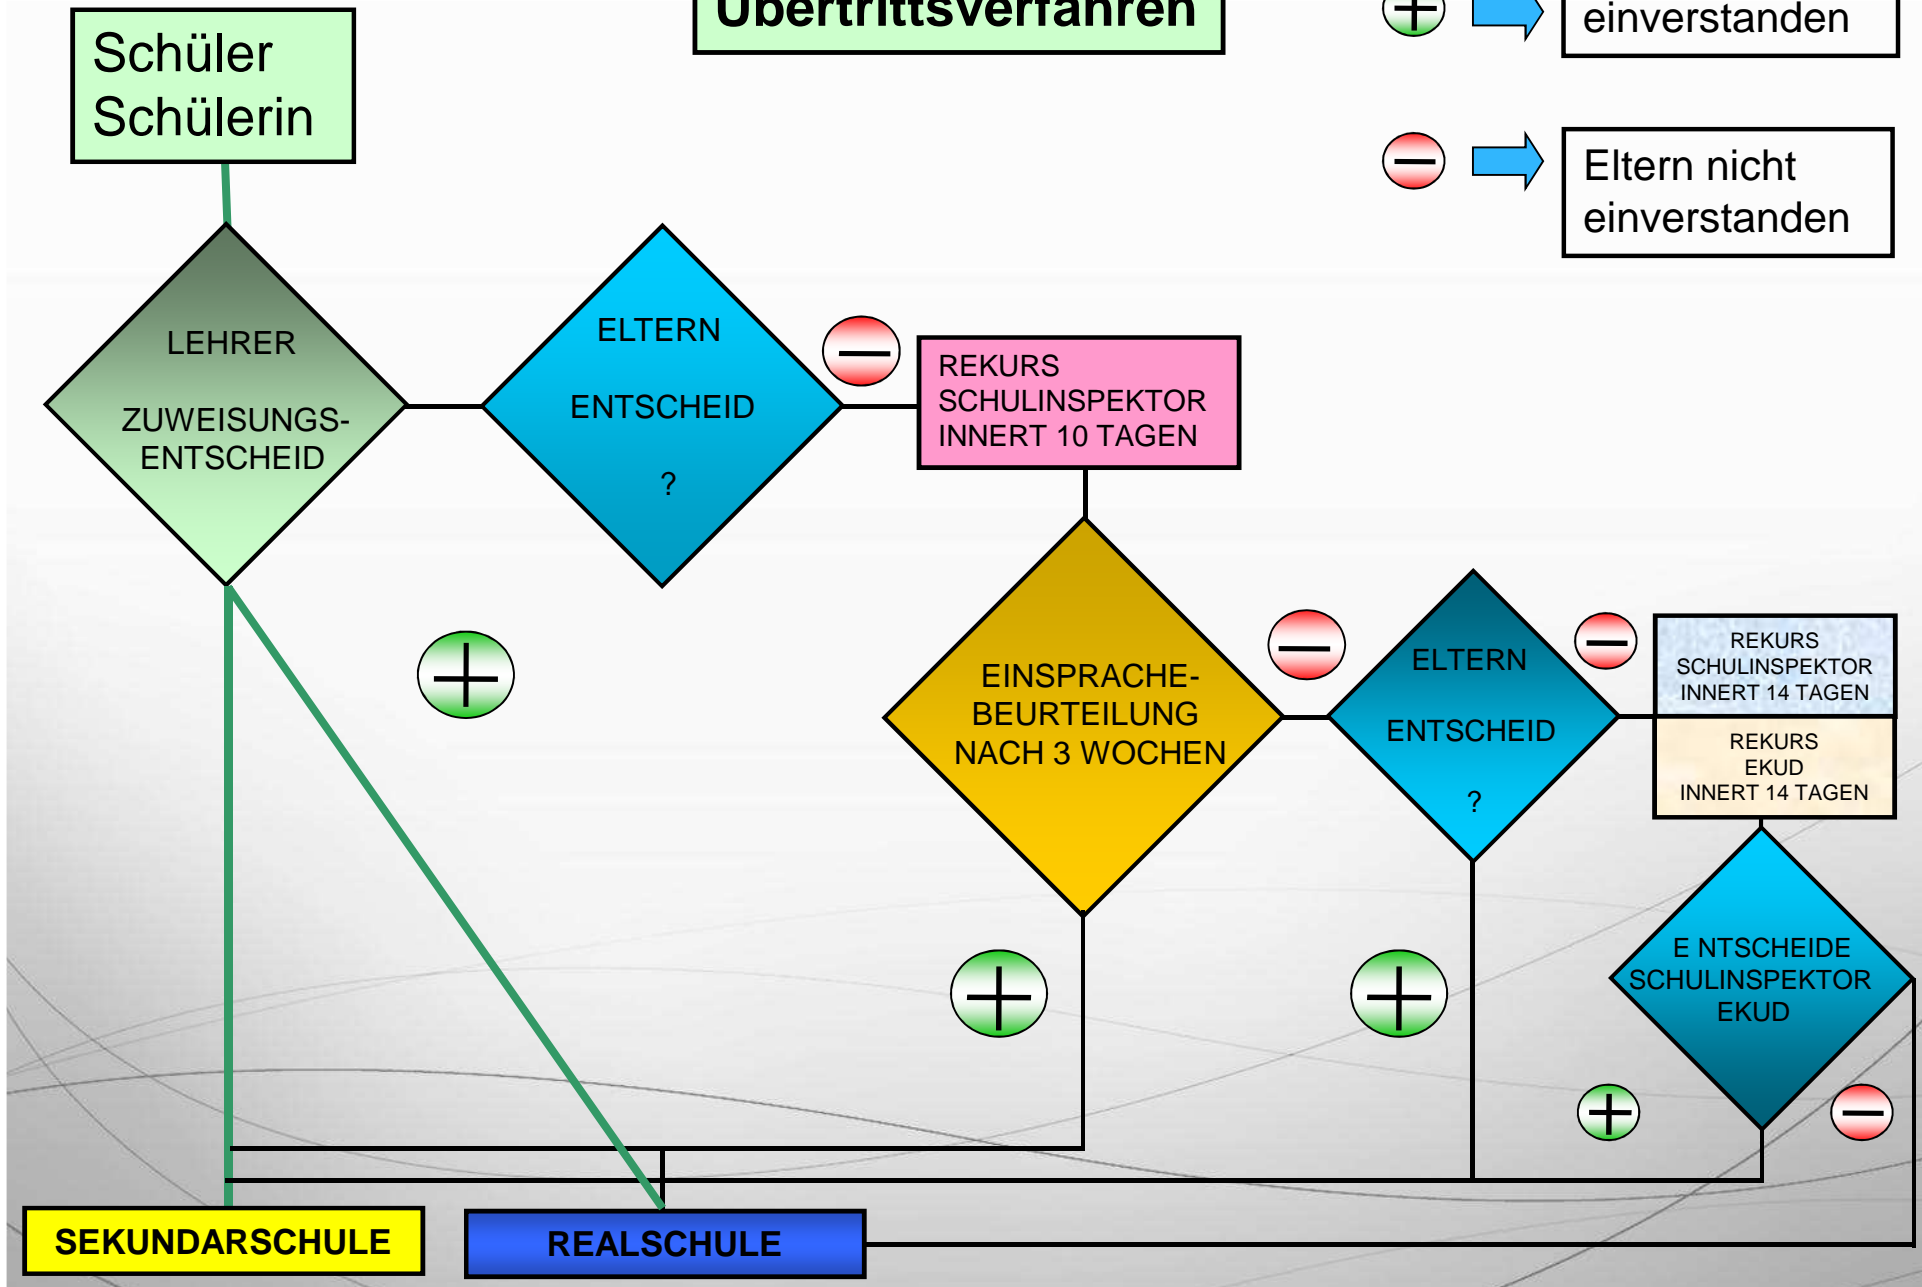 Übertrittsverfahren
einverstanden
Schüler
Schülerin
Eltern nicht
einverstanden
LEHRER
ZUWEISUNGS-
ENTSCHEID
ELTERN
ENTSCHEID
?
REKURS
SCHULINSPEKTOR
INNERT 10 TAGEN
EINSPRACHE-
BEURTEILUNG
NACH 3 WOCHEN
ELTERN
ENTSCHEID
?
REKURS
SCHULINSPEKTOR
INNERT 14 TAGEN
REKURS
EKUD
INNERT 14 TAGEN
E NTSCHEIDE
SCHULINSPEKTOR
EKUD
SEKUNDARSCHULE
REALSCHULE